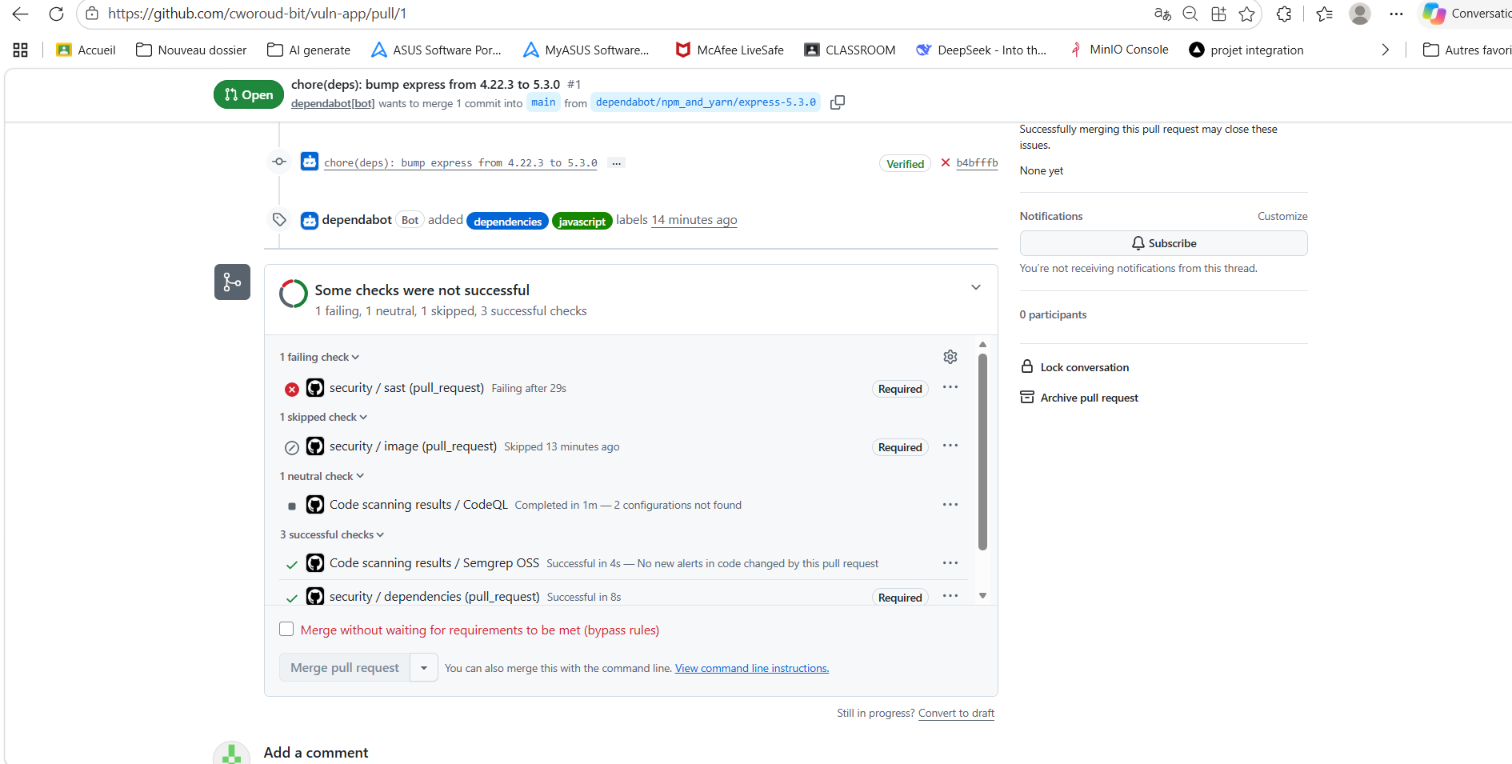 https://github.com/cworoud-bit/vuln-app/pull/1
Conversatio
Accueil Nouveau dossier AI generate ASUS Software Por... MyASUS Software... McAfee LiveSafe CLASSROOM DeepSeek - Into th... MinIO Console projet integration Autres favori
Open
chore(deps): bump express from 4.22.3 to 5.3.0 #1
dependabot[bot] wants to merge 1 commit into main from dependabot/npm_and_yarn/express-5.3.0
chore(deps): bump express from 4.22.3 to 5.3.0 ... Verified b4bfffb
dependabot Bot added dependencies javascript labels 14 minutes ago
Some checks were not successful
1 failing, 1 neutral, 1 skipped, 3 successful checks
1 failing check
security / sast (pull_request) Failing after 29s Required
1 skipped check
security / image (pull_request) Skipped 13 minutes ago Required
1 neutral check
Code scanning results / CodeQL Completed in 1m — 2 configurations not found
3 successful checks
Code scanning results / Semgrep OSS Successful in 4s — No new alerts in code changed by this pull request
security / dependencies (pull_request) Successful in 8s Required
Merge without waiting for requirements to be met (bypass rules)
Merge pull request You can also merge this with the command line. View command line instructions.
Still in progress? Convert to draft
Add a comment
Successfully merging this pull request may close these
issues.
None yet
Notifications Customize
Subscribe
You're not receiving notifications from this thread.
0 participants
Lock conversation
Archive pull request